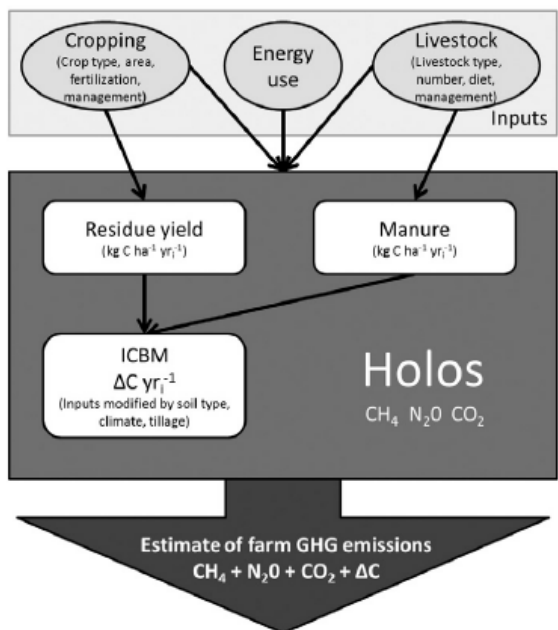 Cropping
(Crop type, area,
fertilization,
management)
Energy
use
Livestock
(Livestock type,
number, diet,
management)
Inputs
Residue yield
(kg C ha⁻¹ yrᵢ⁻¹)
Manure
(kg C ha⁻¹ yrᵢ⁻¹)
ICBM
ΔC yrᵢ⁻¹
(Inputs modified by soil type,
climate, tillage)
Holos
CH₄ N₂0 CO₂
Estimate of farm GHG emissions
CH₄ + N₂0 + CO₂ + ΔC